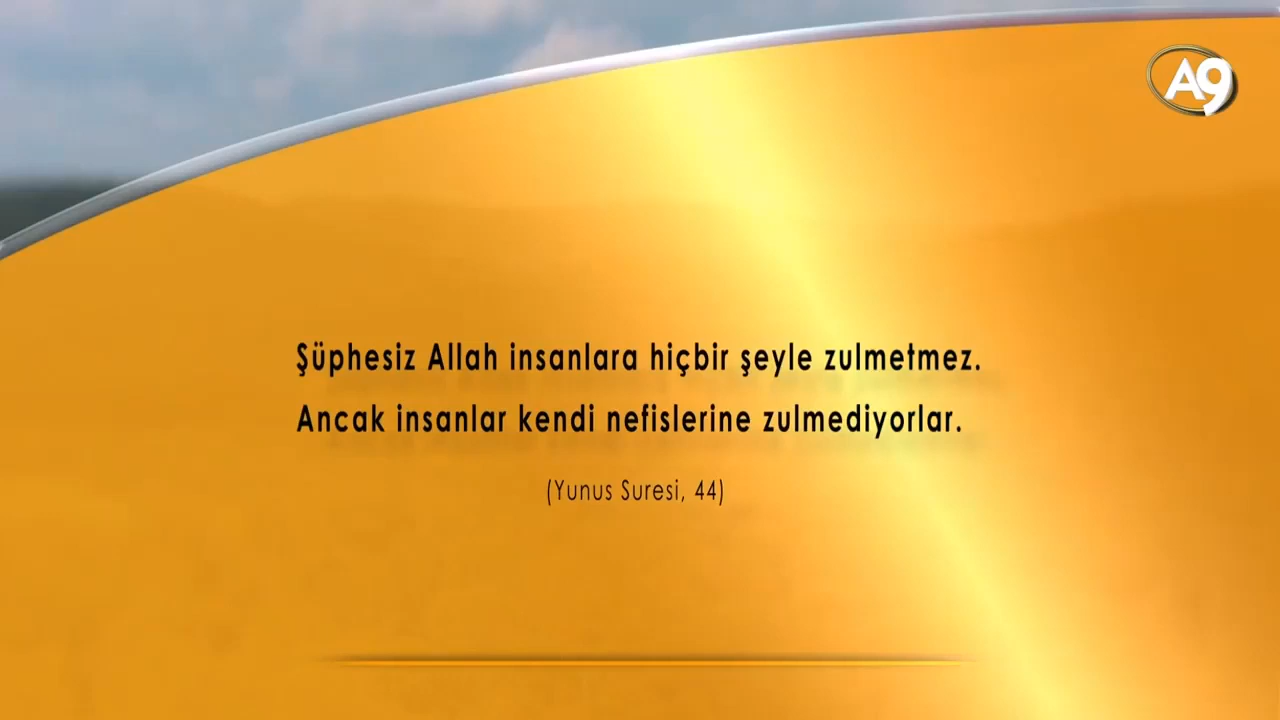 A9
Şüphesiz Allah insanlara hiçbir şeyle zulmetmez.
Ancak insanlar kendi nefislerine zulmediyorlar.
(Yunus Suresi, 44)